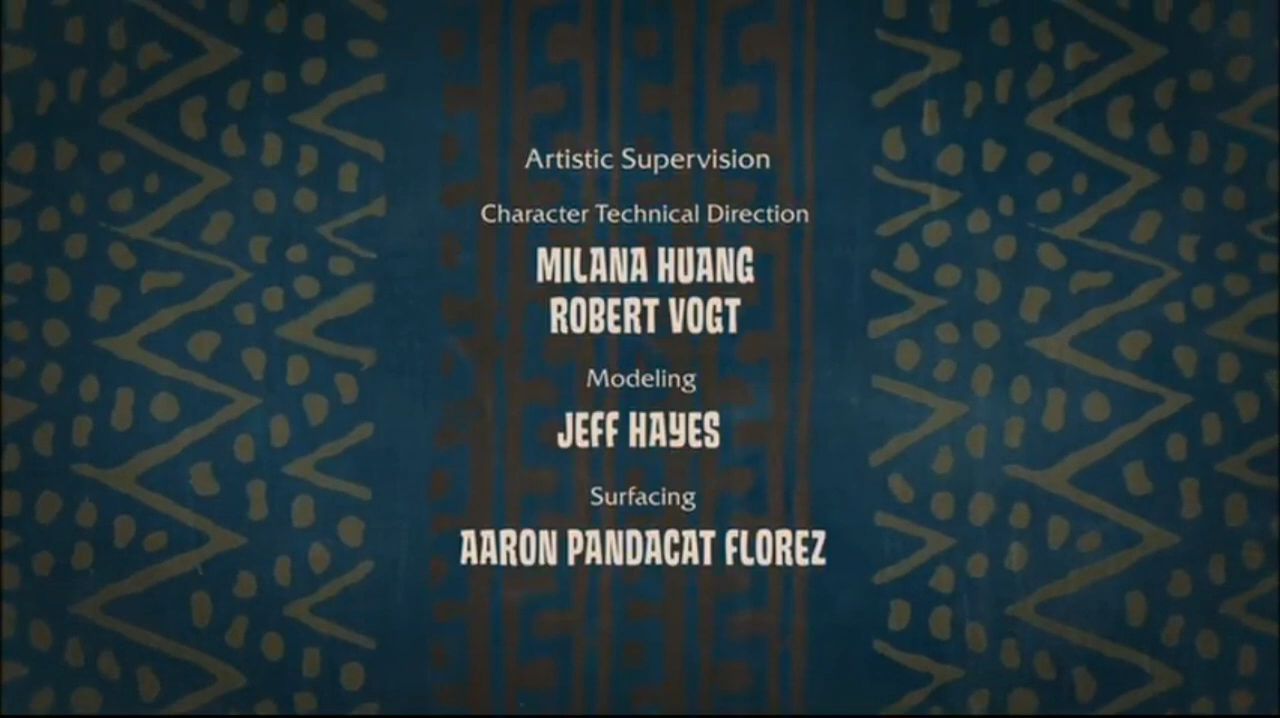 Artistic Supervision
Character Technical Direction
MILANA HUANG
ROBERT VOGT
Modeling
JEFF HAYES
Surfacing
AARON PANDACAT FLOREZ